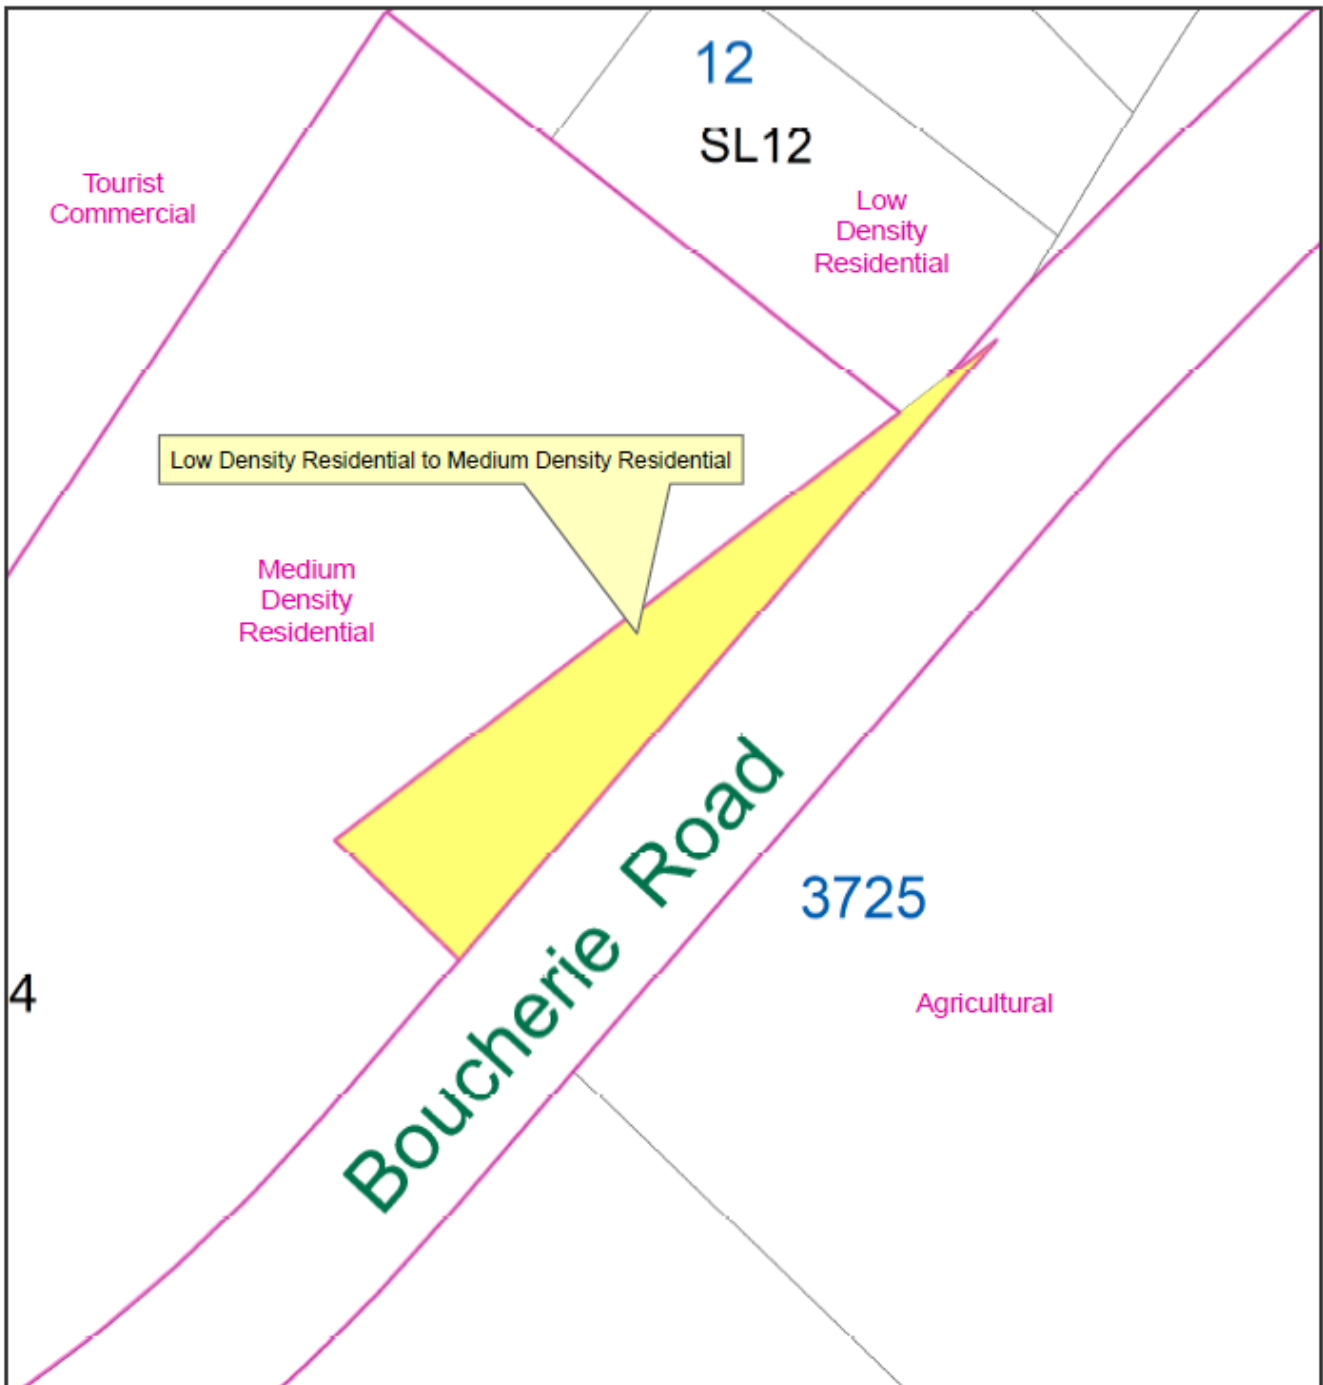 12
SL12
Tourist
Commercial
Low
Density
Residential
Low Density Residential to Medium Density Residential
Medium
Density
Residential
Boucherie Road
3725
4
Agricultural